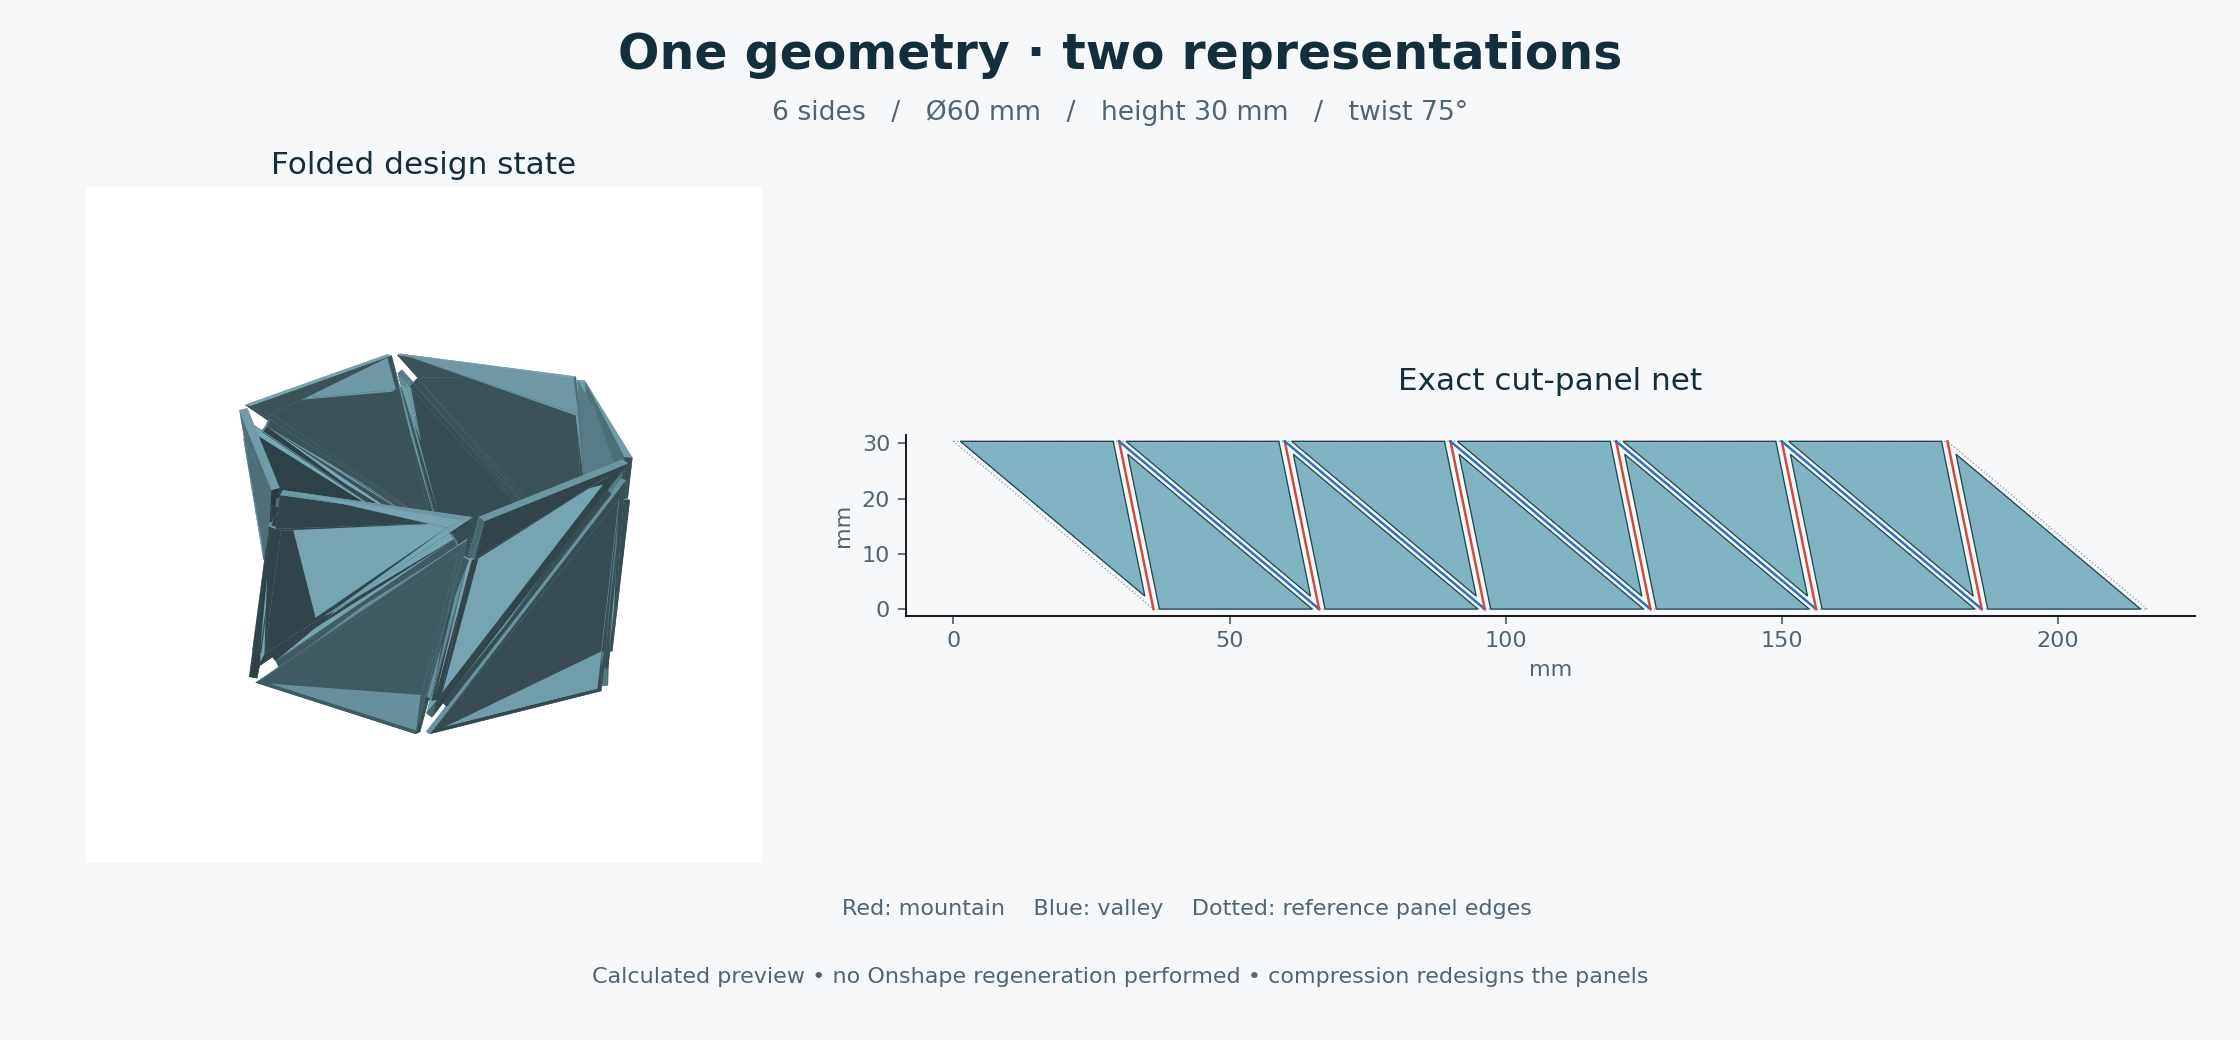 One geometry · two representations
6 sides / Ø60 mm / height 30 mm / twist 75°
Folded design state
Exact cut-panel net
30
20
10
0
mm
0 50 100 150 200
mm
Red: mountain Blue: valley Dotted: reference panel edges
Calculated preview • no Onshape regeneration performed • compression redesigns the panels